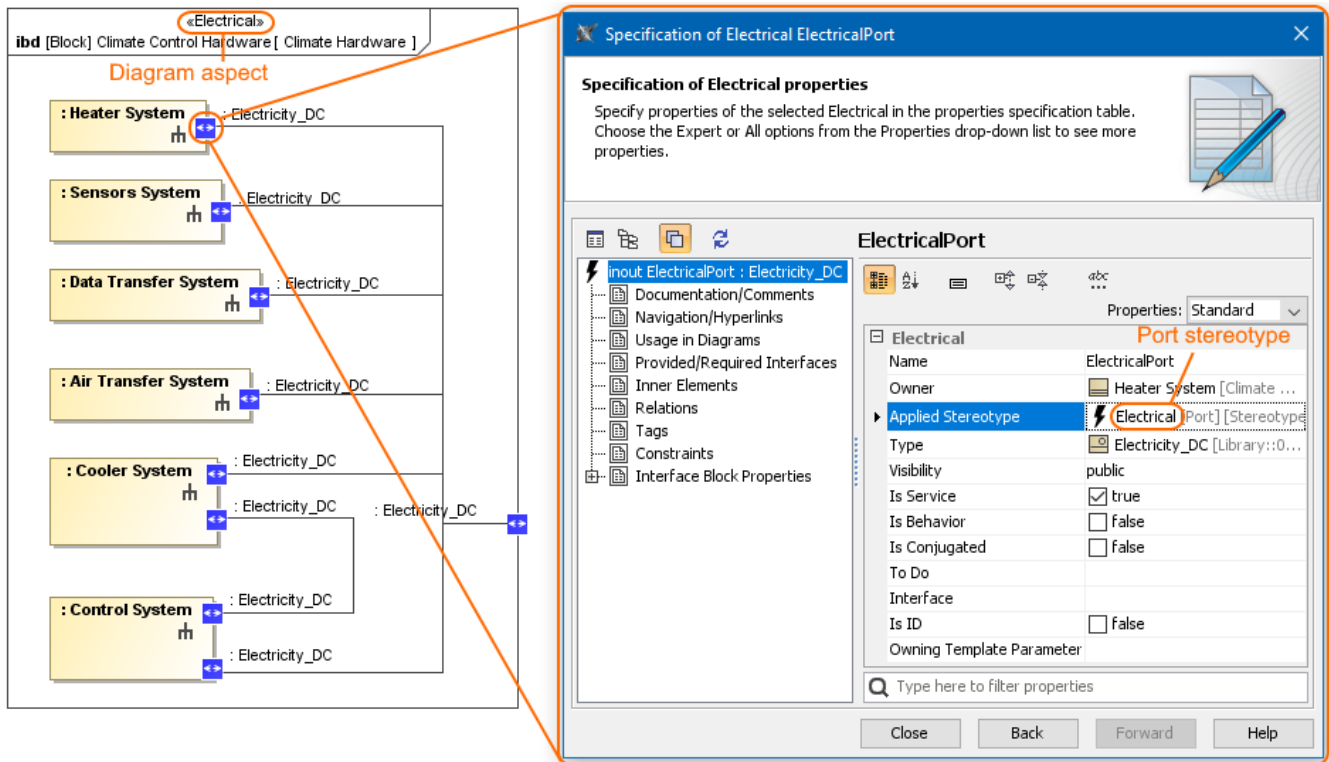 «Electrical»
ibd [Block] Climate Control Hardware [ Climate Hardware ]
Diagram aspect
: Heater System
: Electricity_DC
: Sensors System
: Electricity_DC
: Data Transfer System
: Electricity_DC
: Air Transfer System
: Electricity_DC
: Cooler System
: Electricity_DC
: Electricity_DC
: Electricity_DC
: Control System
: Electricity_DC
: Electricity_DC
Specification of Electrical ElectricalPort
Specification of Electrical properties
Specify properties of the selected Electrical in the properties specification table.
Choose the Expert or All options from the Properties drop-down list to see more
properties.
inout ElectricalPort : Electricity_DC
Documentation/Comments
Navigation/Hyperlinks
Usage in Diagrams
Provided/Required Interfaces
Inner Elements
Relations
Tags
Constraints
Interface Block Properties
ElectricalPort
Properties: Standard
Port stereotype
Electrical
Name ElectricalPort
Owner Heater System [Climate ...
Applied Stereotype Electrical [Port] [Stereotype
Type Electricity_DC [Library::0...
Visibility public
Is Service true
Is Behavior false
Is Conjugated false
To Do
Interface
Is ID false
Owning Template Parameter
Type here to filter properties
Close Back Forward Help